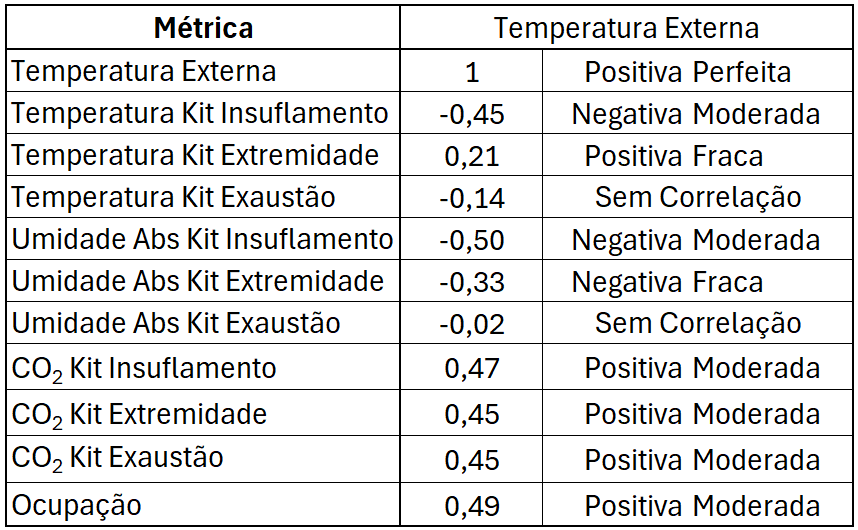 Métrica Temperatura Externa
Temperatura Externa 1 Positiva Perfeita
Temperatura Kit Insuflamento -0,45 Negativa Moderada
Temperatura Kit Extremidade 0,21 Positiva Fraca
Temperatura Kit Exaustão -0,14 Sem Correlação
Umidade Abs Kit Insuflamento -0,50 Negativa Moderada
Umidade Abs Kit Extremidade -0,33 Negativa Fraca
Umidade Abs Kit Exaustão -0,02 Sem Correlação
CO₂ Kit Insuflamento 0,47 Positiva Moderada
CO₂ Kit Extremidade 0,45 Positiva Moderada
CO₂ Kit Exaustão 0,45 Positiva Moderada
Ocupação 0,49 Positiva Moderada